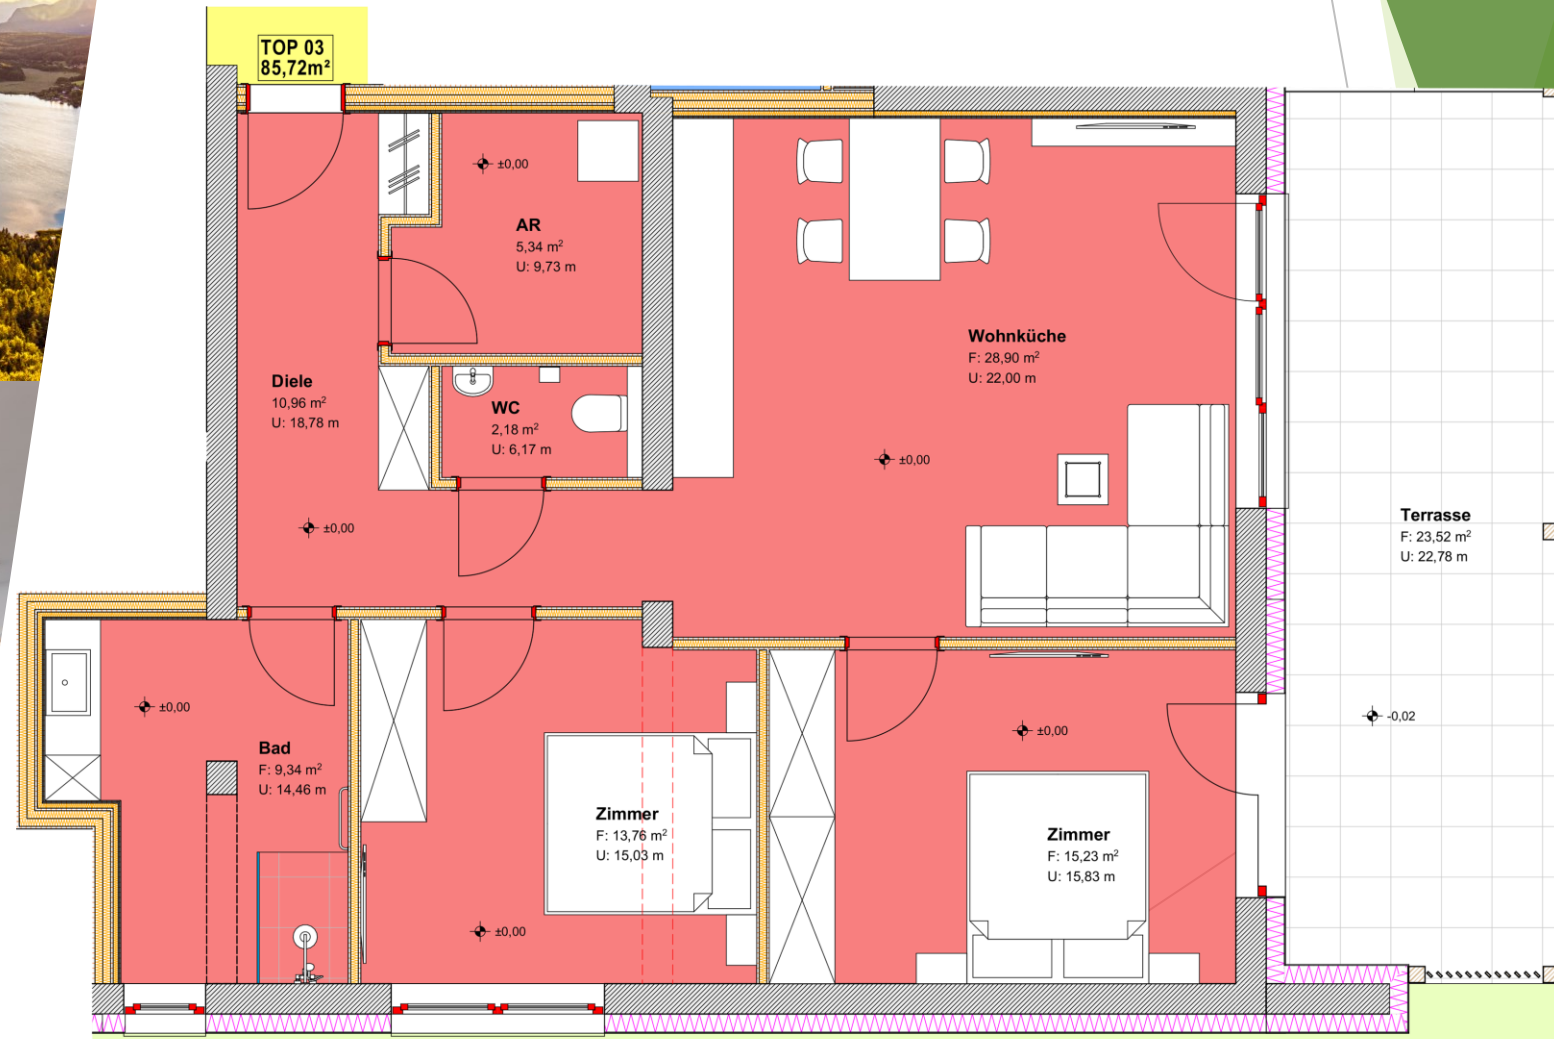 TOP 03
85,72m²
±0,00
AR
5,34 m²
U: 9,73 m
Wohnküche
F: 28,90 m²
U: 22,00 m
Diele
10,96 m²
U: 18,78 m
WC
2,18 m²
U: 6,17 m
±0,00
±0,00
Terrasse
F: 23,52 m²
U: 22,78 m
±0,00
Bad
F: 9,34 m²
U: 14,46 m
±0,00
-0,02
Zimmer
F: 13,76 m²
U: 15,03 m
Zimmer
F: 15,23 m²
U: 15,83 m
±0,00